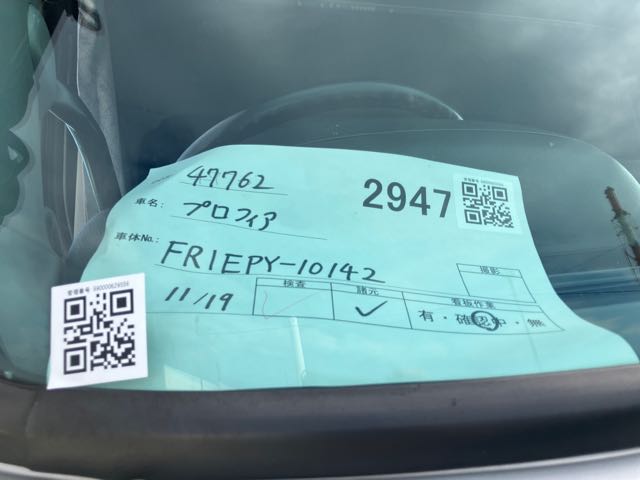 47762
2947
車名: プロフィア
車体No.: FR1EPY-10142
撮影
11/19
検査
諸元
看板作業
✓
有・確認中・無